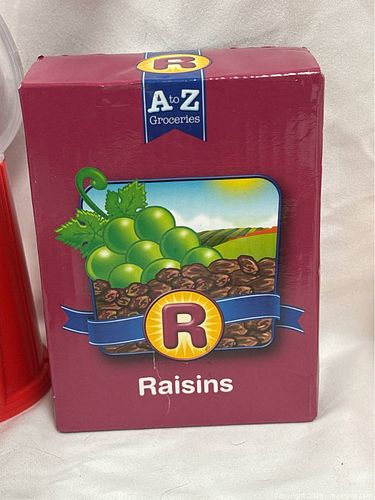 R
A to Z
Groceries
R
Raisins